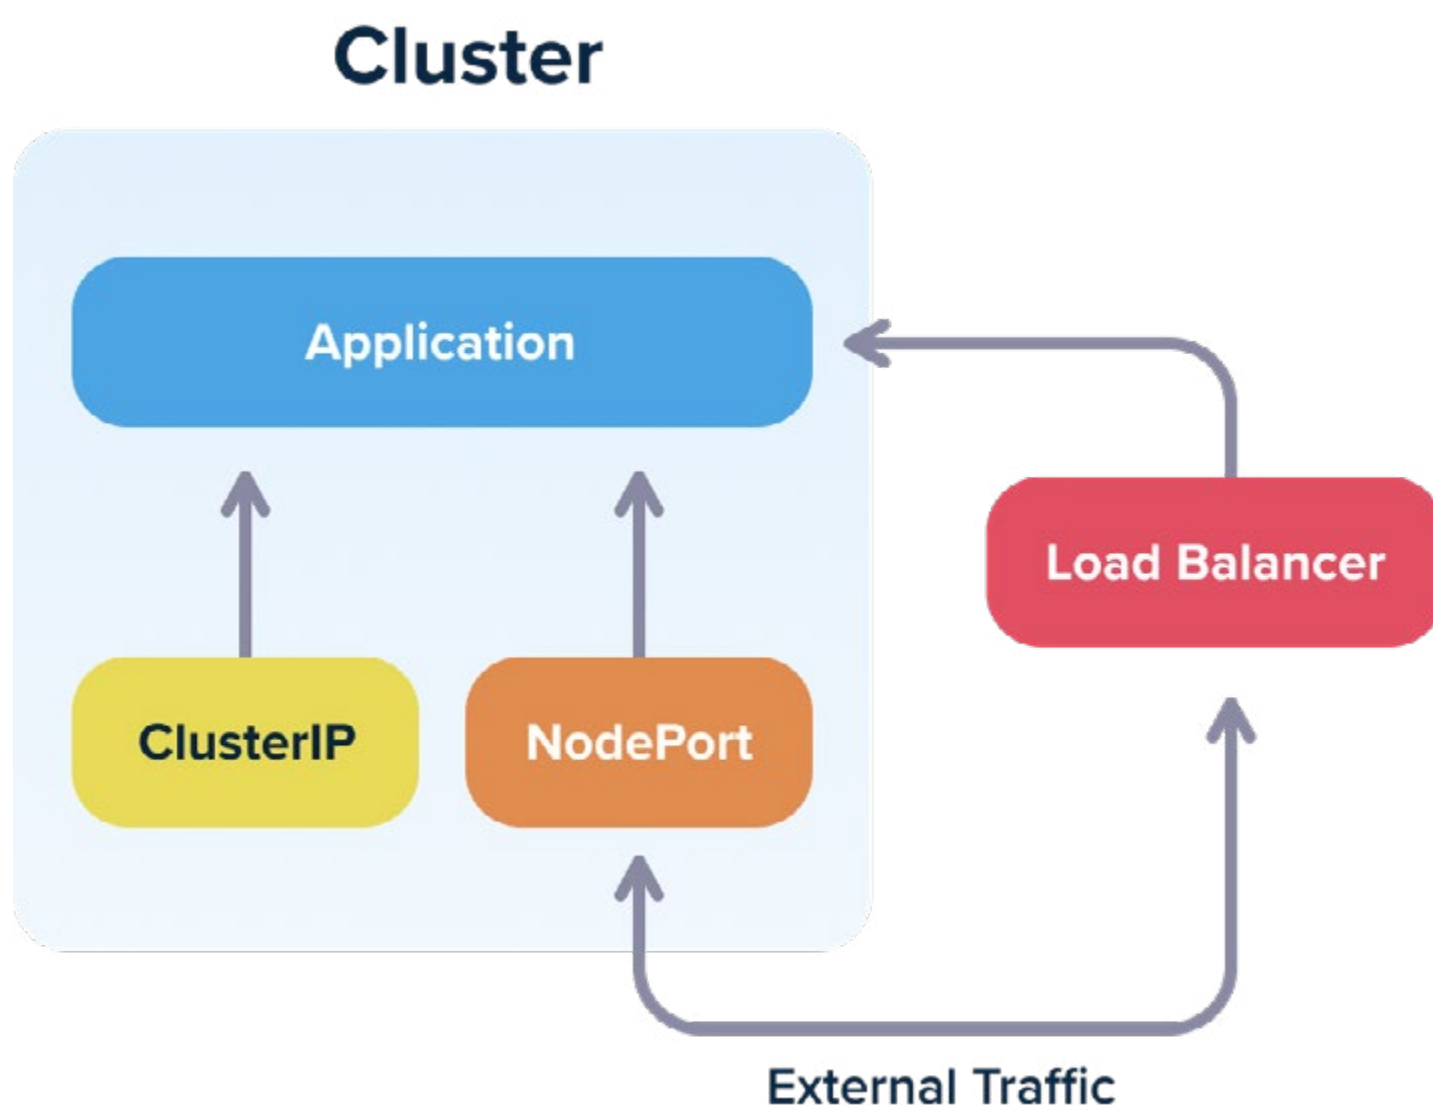 Cluster
Application
Load Balancer
ClusterIP
NodePort
External Traffic